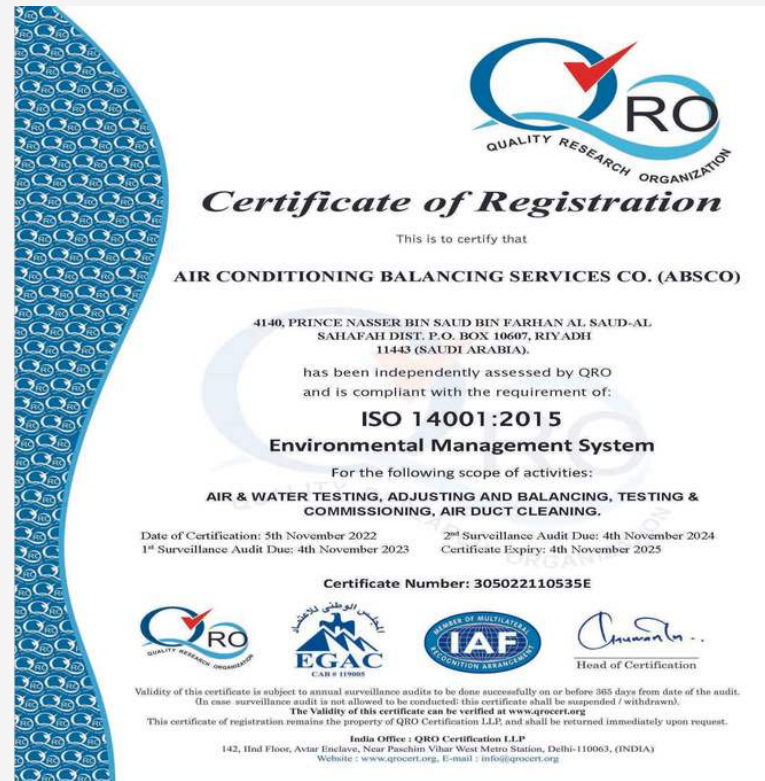 QRO
QUALITY RESEARCH ORGANIZATION
Certificate of Registration
This is to certify that
AIR CONDITIONING BALANCING SERVICES CO. (ABSCO)
4140, PRINCE NASSER BIN SAUD BIN FARHAN AL SAUD-AL
SAHAFAH DIST. P.O. BOX 10607, RIYADH
11443 (SAUDI ARABIA).
has been independently assessed by QRO
and is compliant with the requirement of:
ISO 14001:2015
Environmental Management System
For the following scope of activities:
AIR & WATER TESTING, ADJUSTING AND BALANCING, TESTING &
COMMISSIONING, AIR DUCT CLEANING.
Date of Certification: 5th November 2022 2nd Surveillance Audit Due: 4th November 2024
1st Surveillance Audit Due: 4th November 2023 Certificate Expiry: 4th November 2025
Certificate Number: 305022110535E
QRO
QUALITY RESEARCH ORGANIZATION
المجلس الوطني للاعتماد
EGAC
CAB # 119005
MEMBER OF MULTILATERAL
IAF
RECOGNITION ARRANGEMENT
Head of Certification
Validity of this certificate is subject to annual surveillance audits to be done successfully on or before 365 days from date of the audit.
(In case surveillance audit is not allowed to be conducted: this certificate shall be suspended / withdrawn).
The Validity of this certificate can be verified at www.qrocert.org
This certificate of registration remains the property of QRO Certification LLP, and shall be returned immediately upon request.
India Office : QRO Certification LLP
142, IInd Floor, Avtar Enclave, Near Paschim Vihar West Metro Station, Delhi-110063, (INDIA)
Website : www.qrocert.org, E-mail : info@qrocert.org